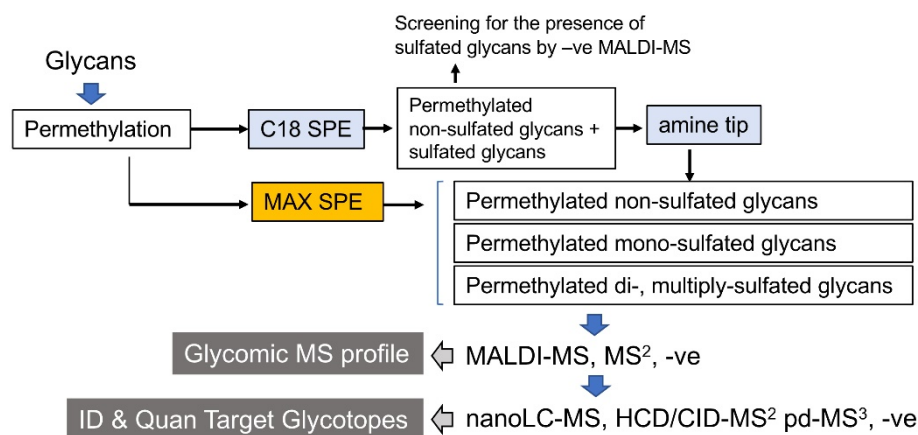 Screening for the presence of
sulfated glycans by –ve MALDI-MS
Glycans
Permethylation
C18 SPE
Permethylated
non-sulfated glycans +
sulfated glycans
amine tip
MAX SPE
Permethylated non-sulfated glycans
Permethylated mono-sulfated glycans
Permethylated di-, multiply-sulfated glycans
Glycomic MS profile
MALDI-MS, MS², -ve
ID & Quan Target Glycotopes
nanoLC-MS, HCD/CID-MS² pd-MS³, -ve